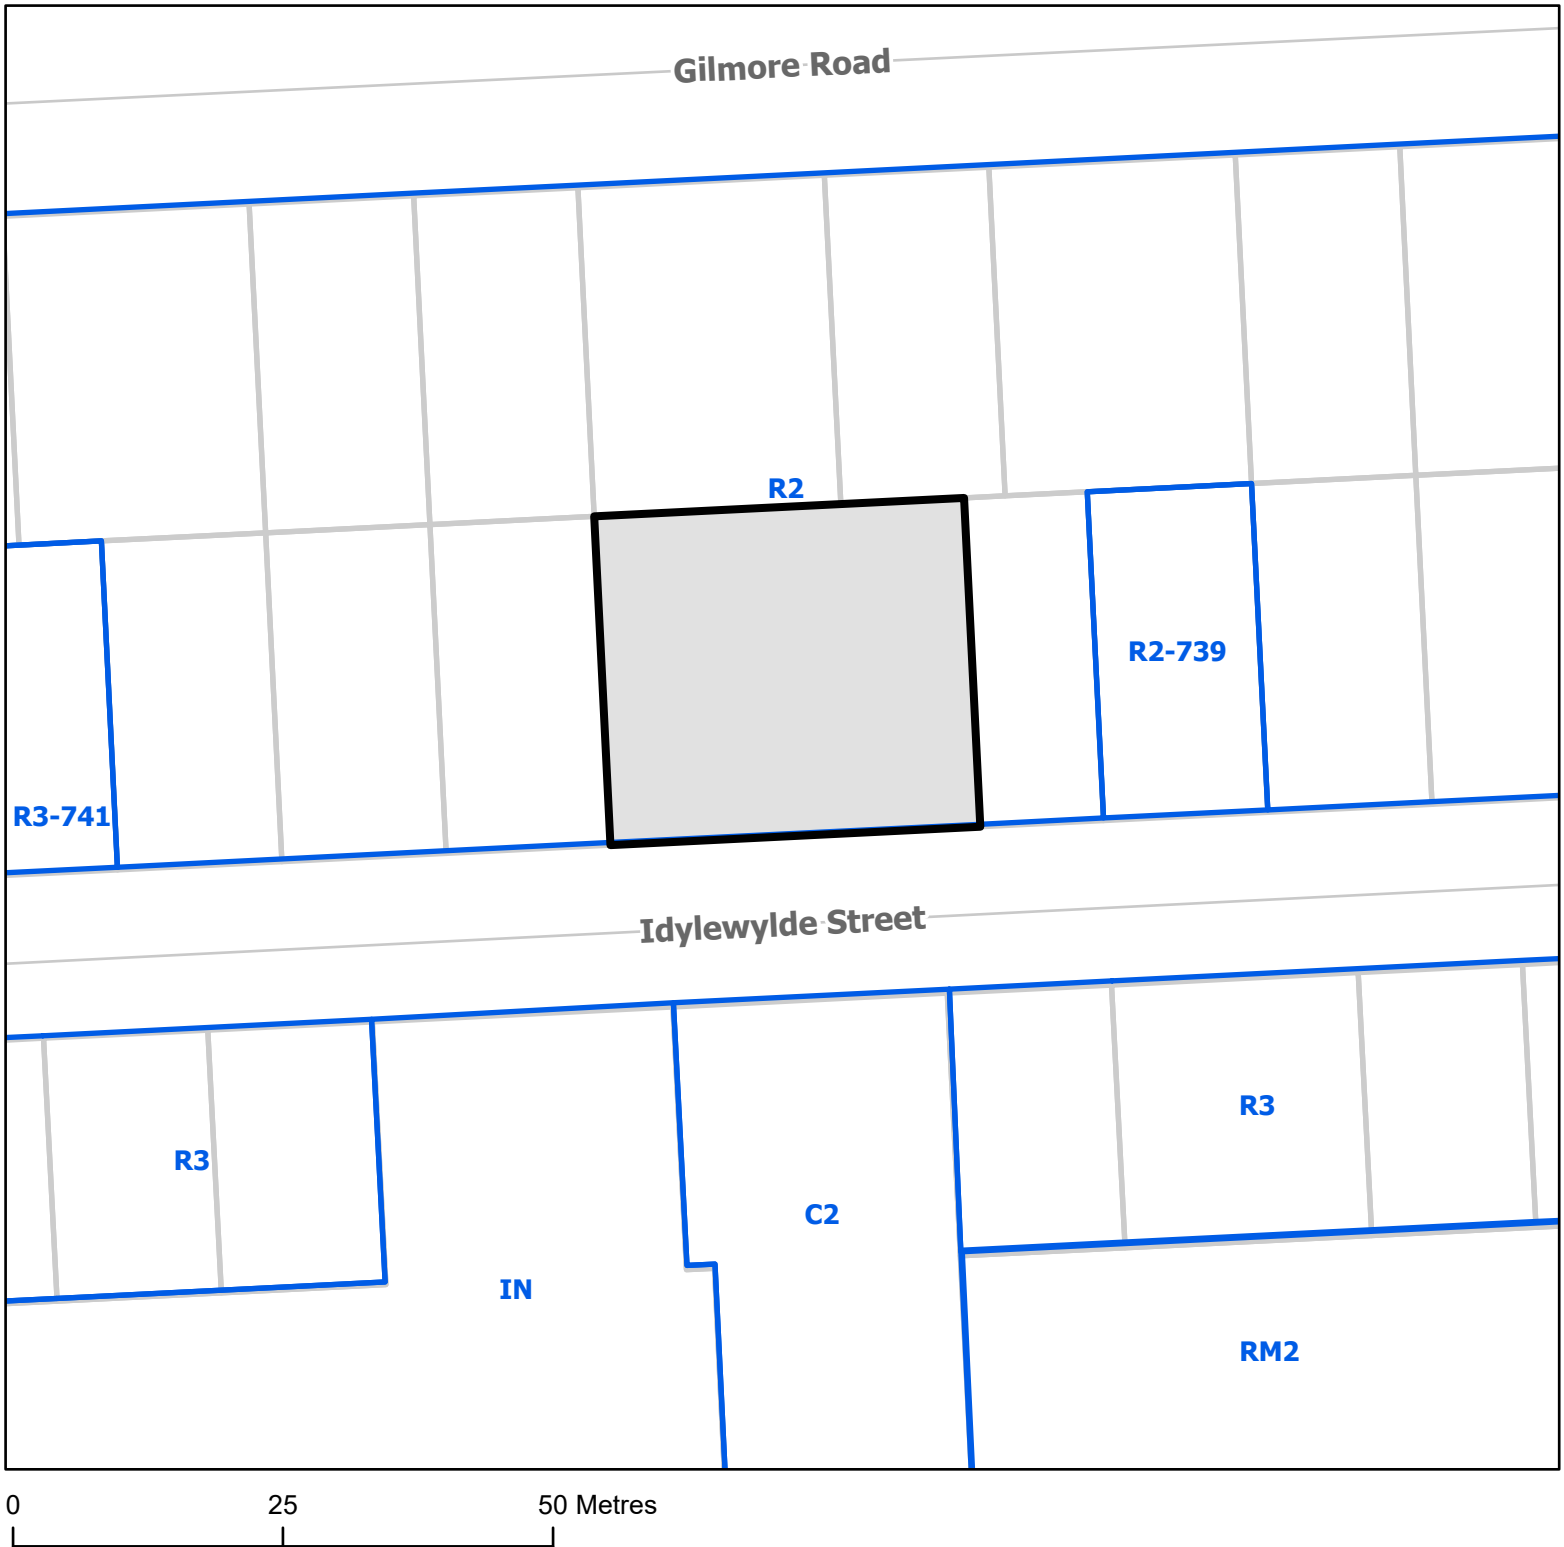 Gilmore Road
R2
R2-739
R3-741
Idylewylde Street
R3
R3
C2
IN
RM2
0 25 50 Metres